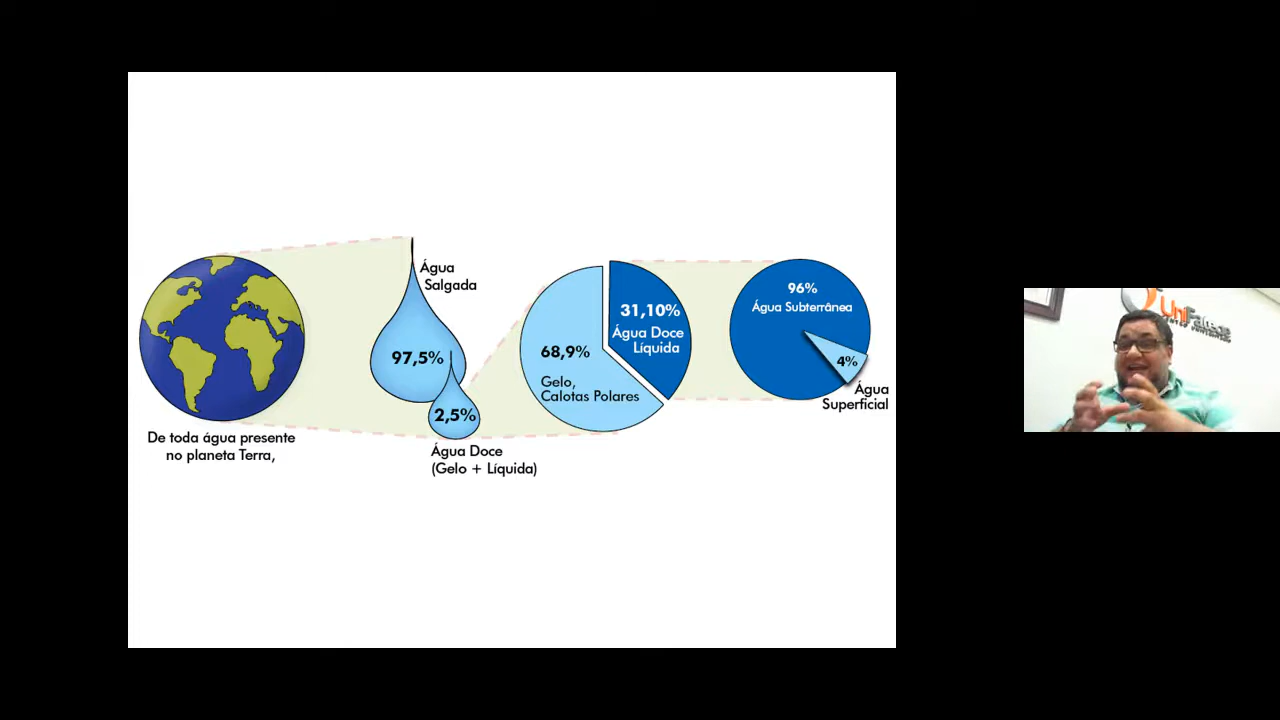 De toda água presente
no planeta Terra,
Água
Salgada
97,5%
2,5%
Água Doce
(Gelo + Líquida)
68,9%
Gelo,
Calotas Polares
31,10%
Água Doce
Líquida
96%
Água Subterrânea
4%
Água
Superficial
UniFatecie